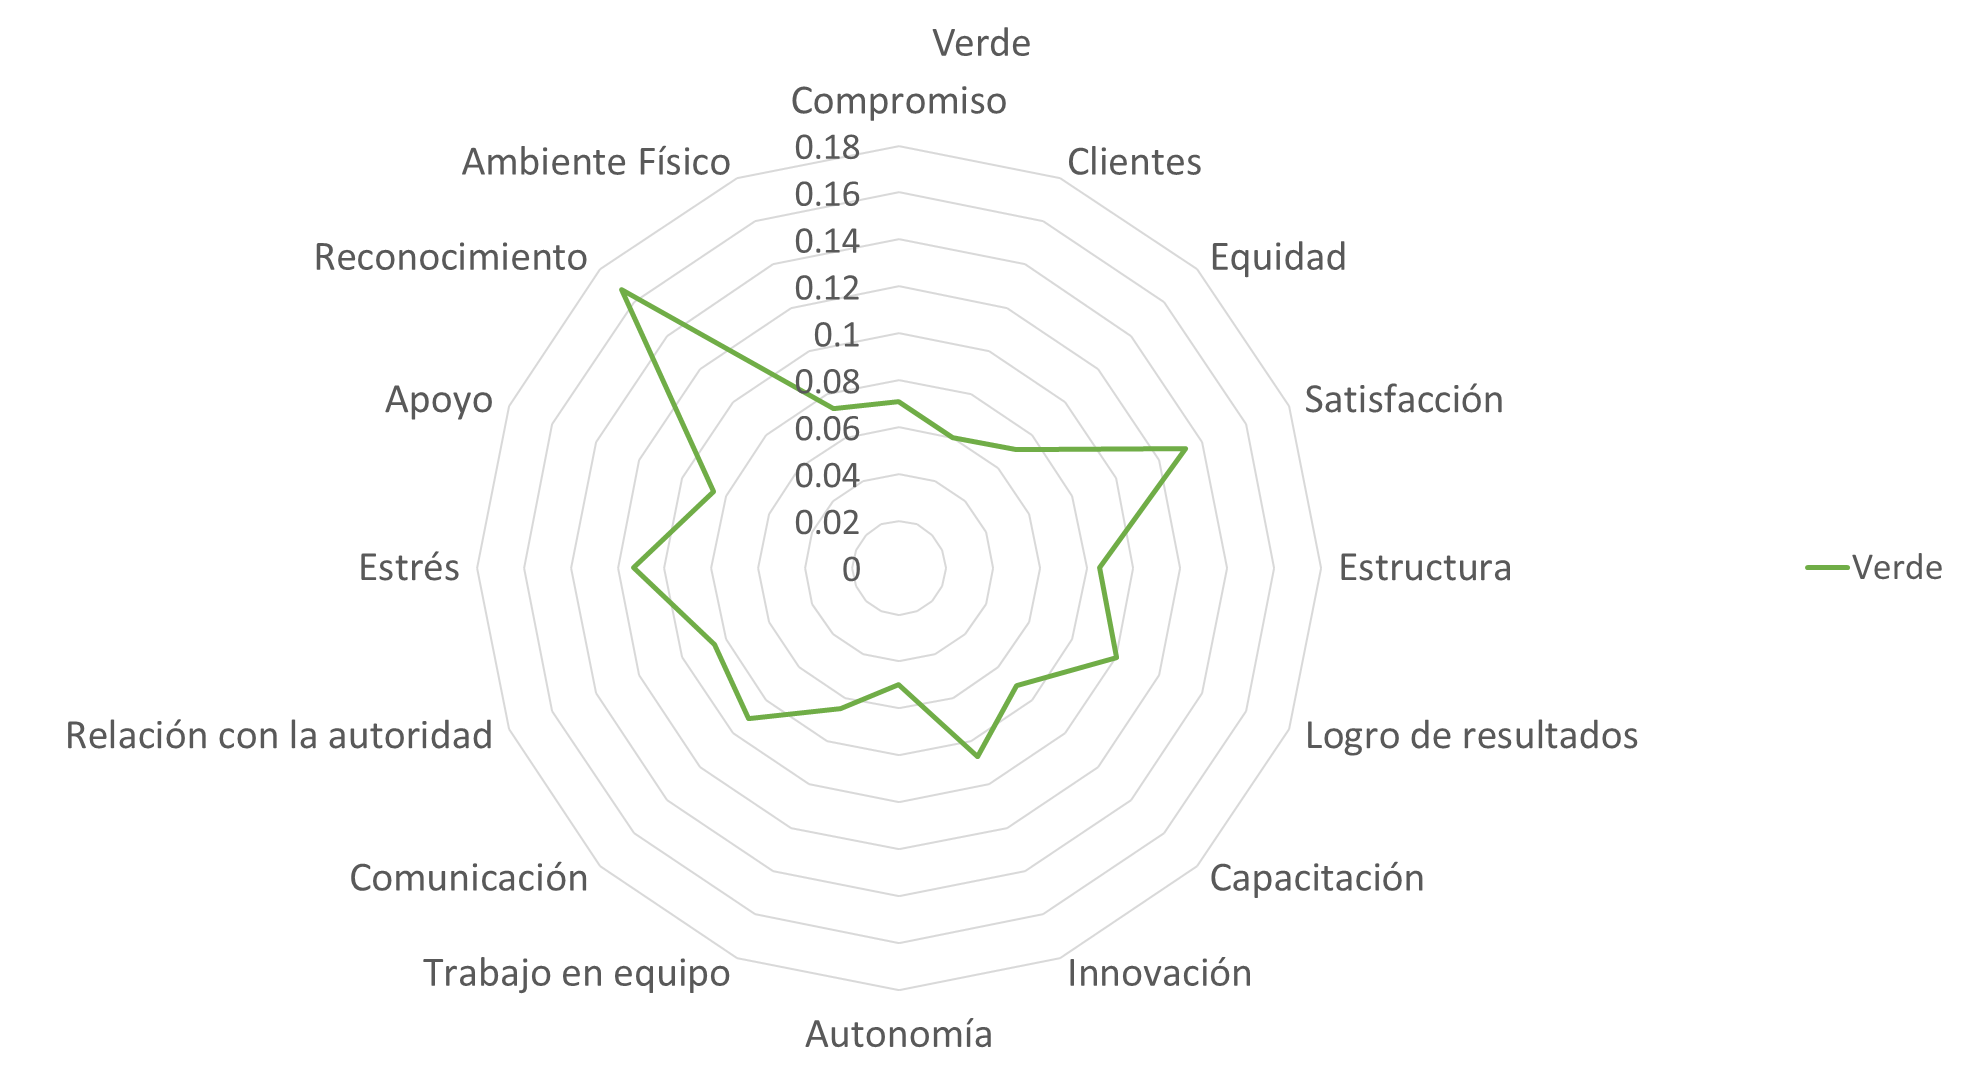 Verde
Compromiso
Clientes
Equidad
Satisfacción
Estructura
Logro de resultados
Capacitación
Innovación
Autonomía
Trabajo en equipo
Comunicación
Relación con la autoridad
Estrés
Apoyo
Reconocimiento
Ambiente Físico
0.18
0.16
0.14
0.12
0.1
0.08
0.06
0.04
0.02
0
Verde